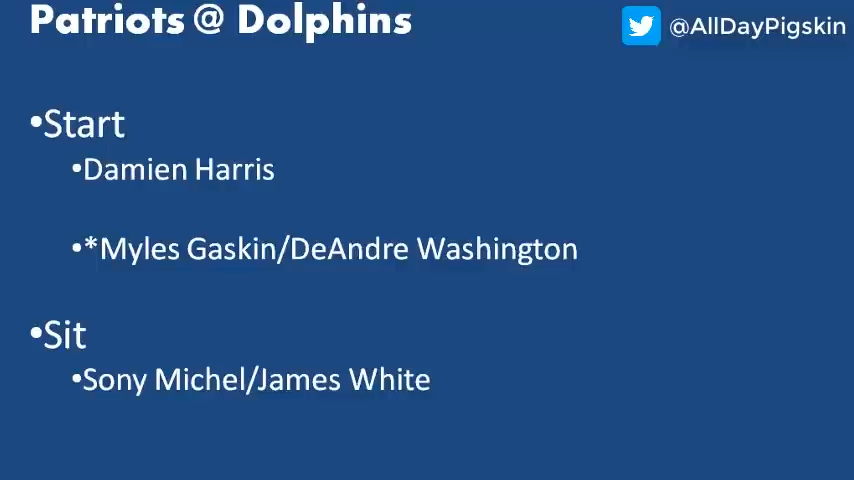 Patriots @ Dolphins
@AllDayPigskin
•Start
•Damien Harris
•*Myles Gaskin/DeAndre Washington
•Sit
•Sony Michel/James White